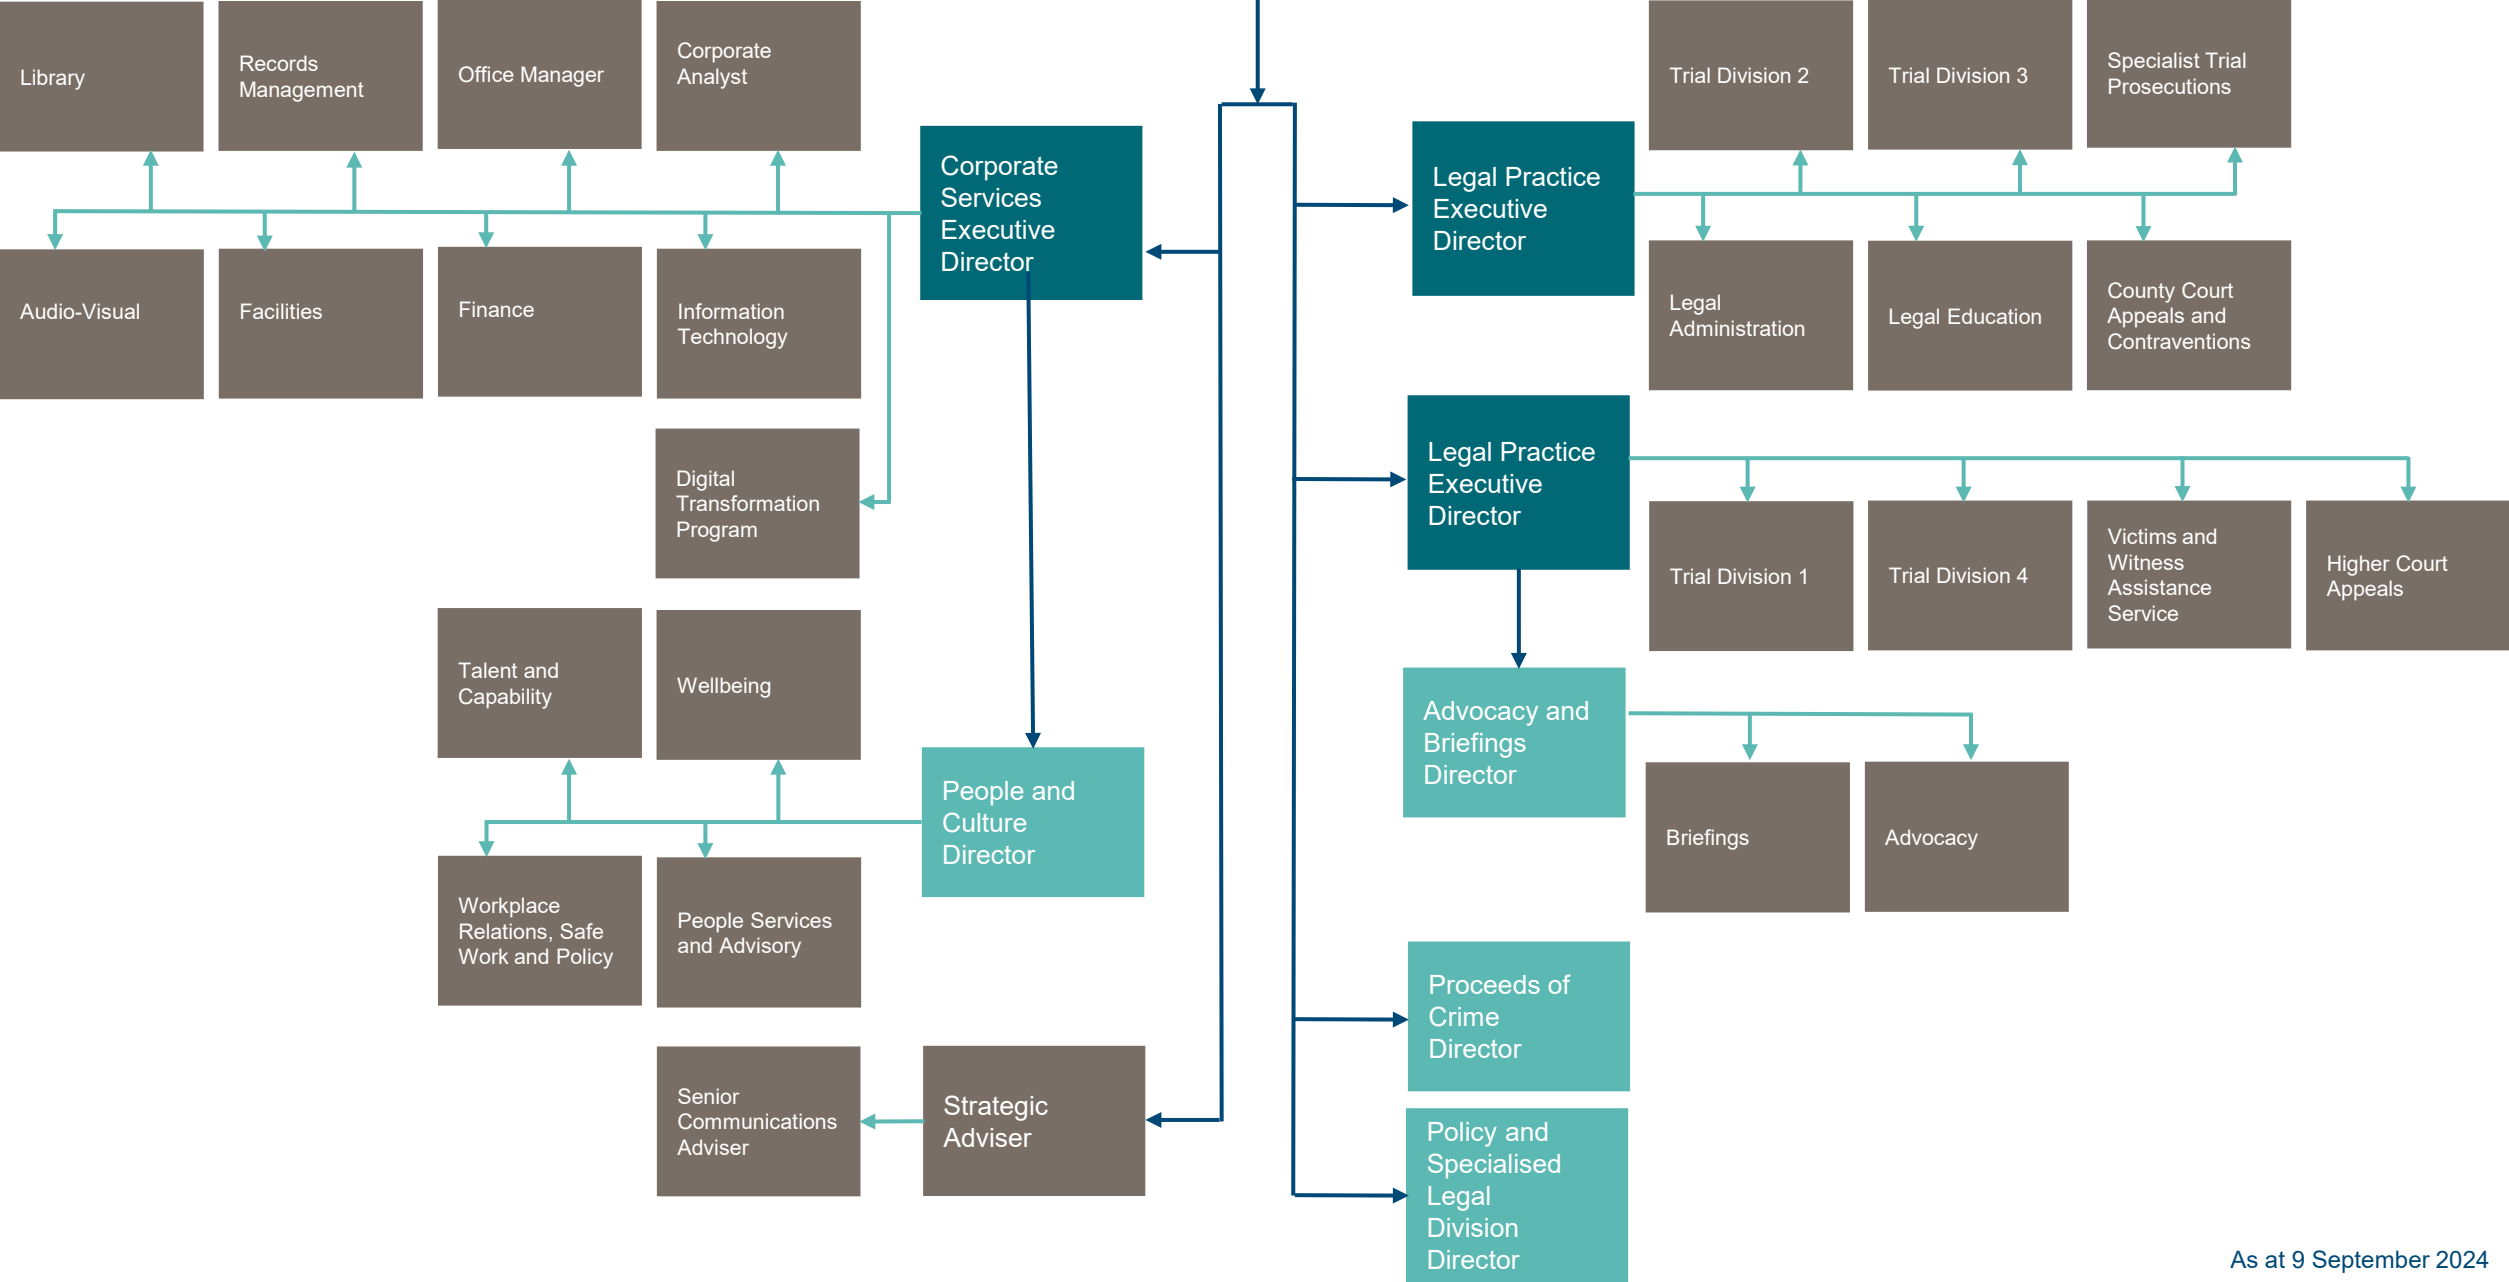 Library
Records
Management
Office Manager
Corporate
Analyst
Audio-Visual
Facilities
Finance
Information
Technology
Digital
Transformation
Program
Corporate
Services
Executive
Director
Talent and
Capability
Wellbeing
Workplace
Relations, Safe
Work and Policy
People Services
and Advisory
People and
Culture
Director
Senior
Communications
Adviser
Strategic
Adviser
Legal Practice
Executive
Director
Trial Division 2
Trial Division 3
Specialist Trial
Prosecutions
Legal
Administration
Legal Education
County Court
Appeals and
Contraventions
Legal Practice
Executive
Director
Trial Division 1
Trial Division 4
Victims and
Witness
Assistance
Service
Higher Court
Appeals
Advocacy and
Briefings
Director
Briefings
Advocacy
Proceeds of
Crime
Director
Policy and
Specialised
Legal
Division
Director
As at 9 September 2024